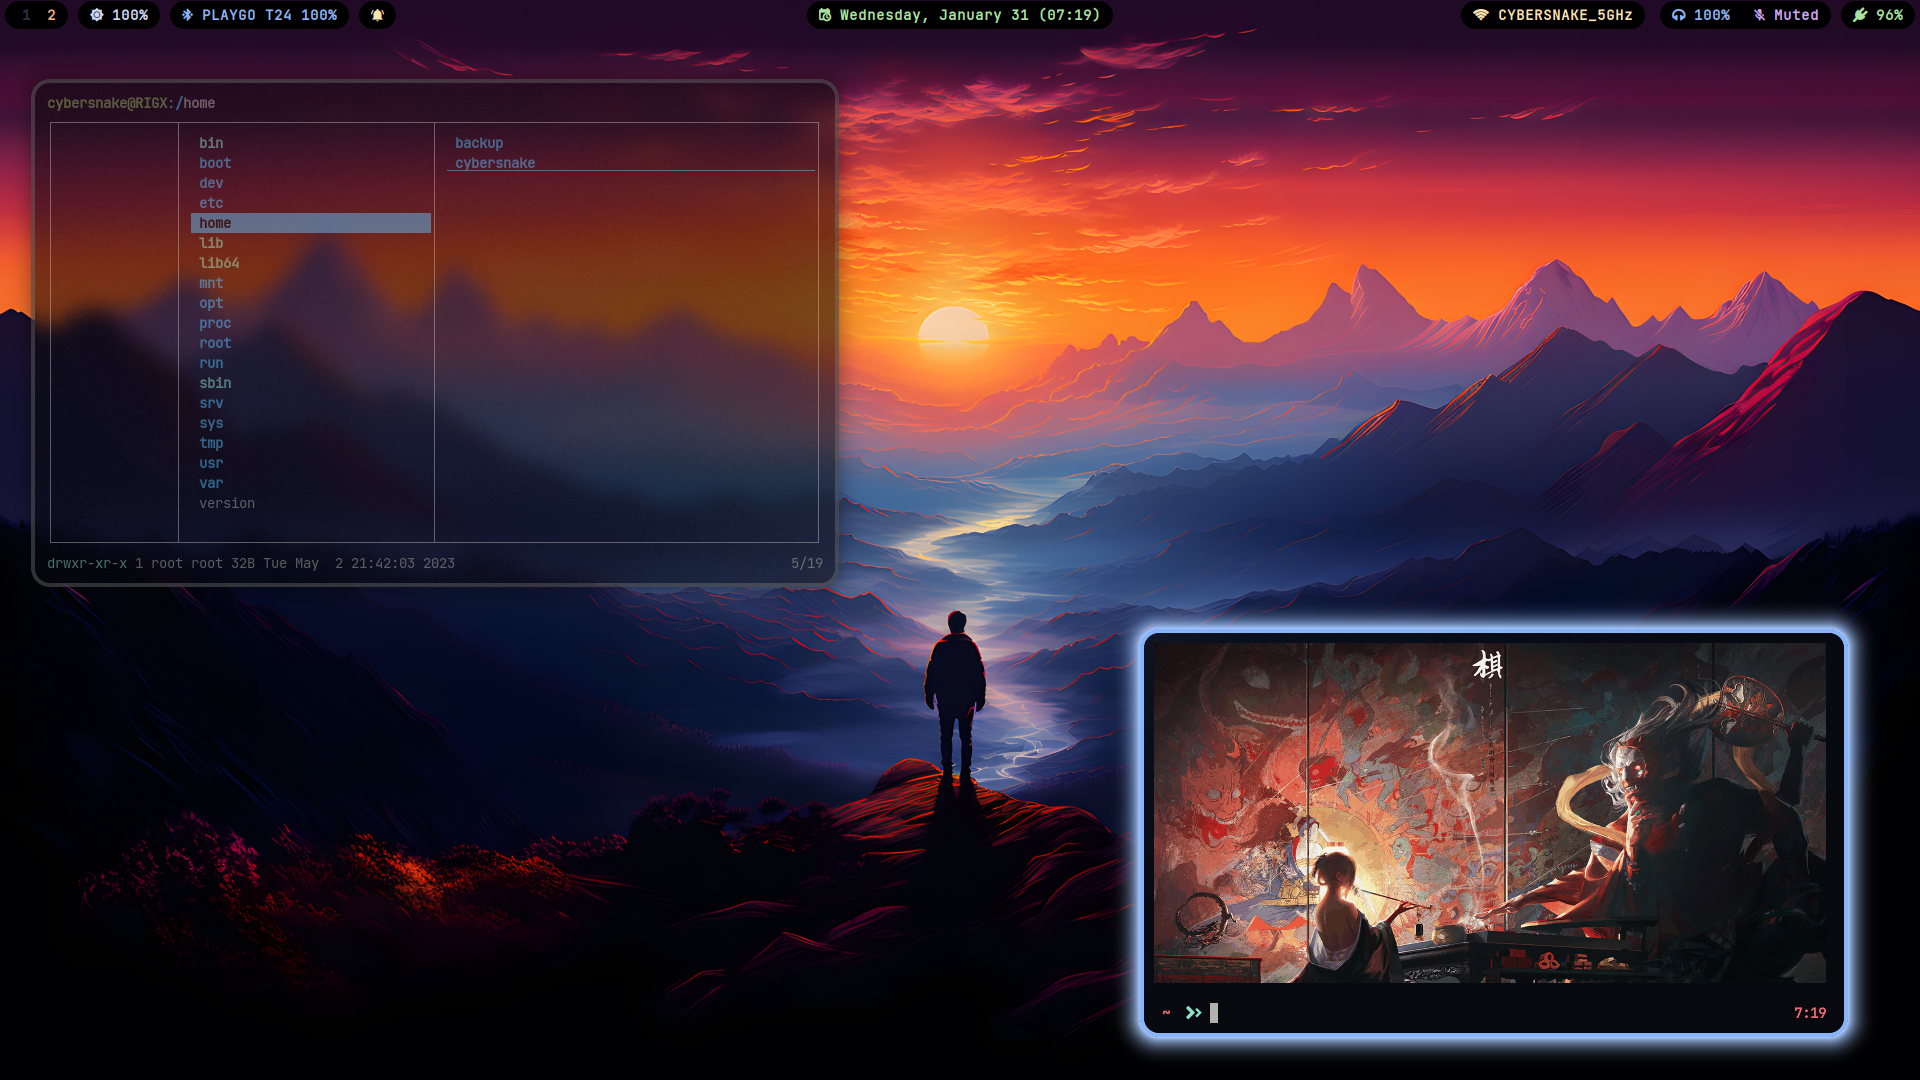 1 2 100% PLAYGO T24 100% Wednesday, January 31 (07:19) CYBERSNAKE_5GHz 100% Muted 96%
cybersnake@RIGX:/home
bin
boot
dev
etc
home
lib
lib64
mnt
opt
proc
root
run
sbin
srv
sys
tmp
usr
var
version
backup
cybersnake
drwxr-xr-x 1 root root 32B Tue May  2 21:42:03 2023 5/19
棋
~ 7:19